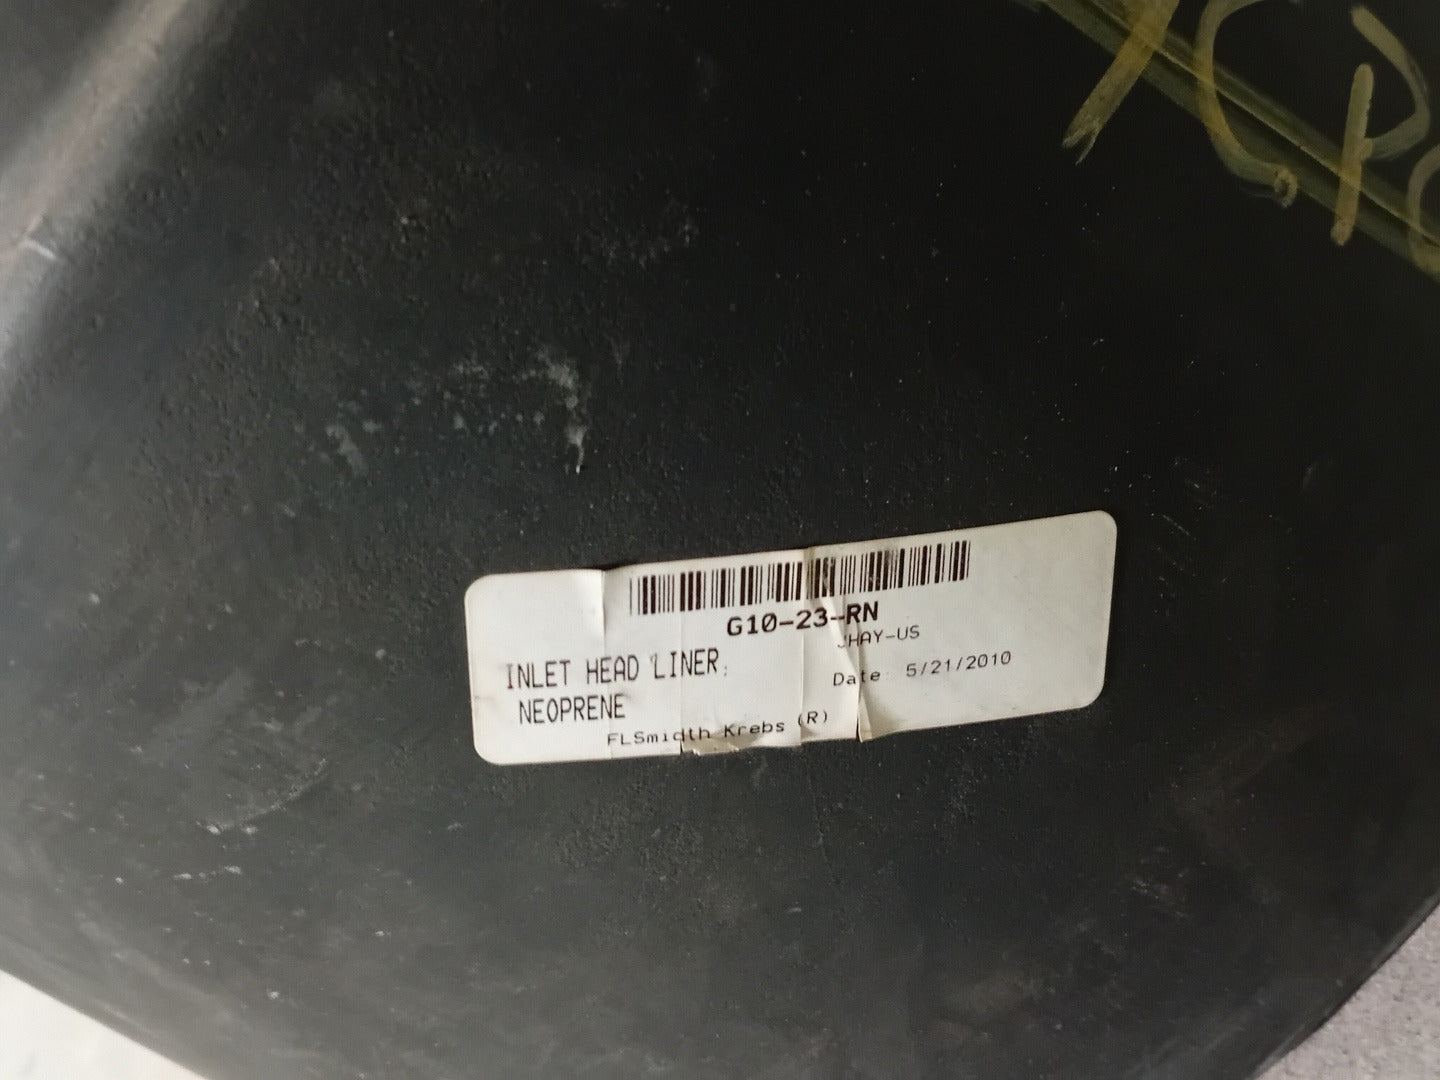 G10-23-RN
JHAY-US
INLET HEAD LINER,
Date 5/21/2010
NEOPRENE
FLSmidth Krebs (R)